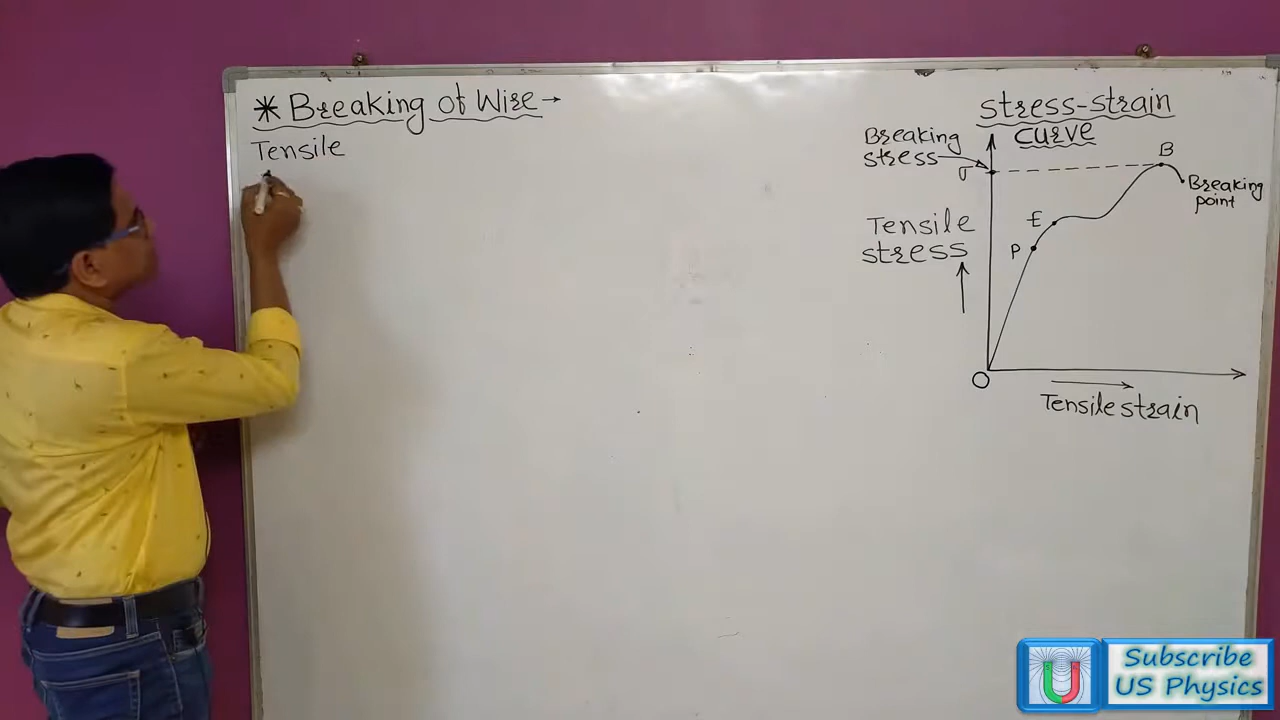 * Breaking of Wire →
Tensile
stress-strain
curve
Breaking
stress
σ
B
Breaking
point
Tensile
stress
E
P
O
Tensile strain
Subscribe
US Physics